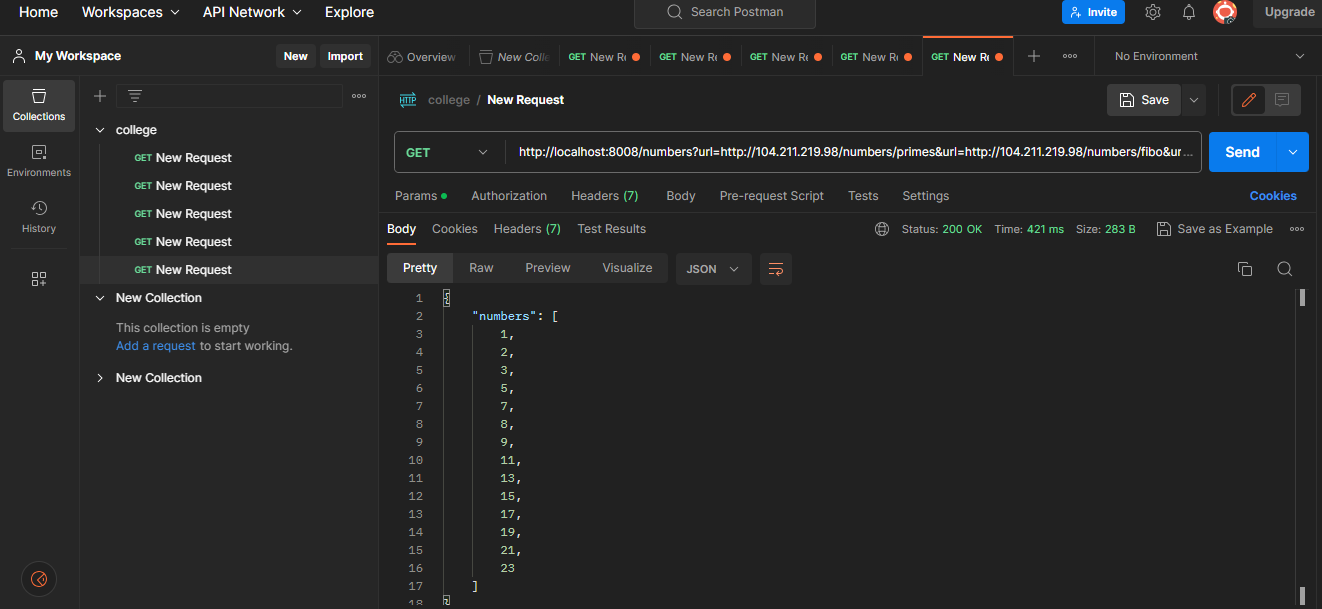 Home Workspaces API Network Explore Search Postman Invite Upgrade
My Workspace New Import Overview New Colle GET New Re GET New Re GET New Re GET New Re GET New Re No Environment
Collections
Environments
History
college
GET New Request
GET New Request
GET New Request
GET New Request
GET New Request
New Collection
This collection is empty
Add a request to start working.
New Collection
HTTP college / New Request Save
GET http://localhost:8008/numbers?url=http://104.211.219.98/numbers/primes&url=http://104.211.219.98/numbers/fibo&ur... Send
Params Authorization Headers (7) Body Pre-request Script Tests Settings Cookies
Body Cookies Headers (7) Test Results Status: 200 OK Time: 421 ms Size: 283 B Save as Example
Pretty Raw Preview Visualize JSON
1 {
2 "numbers": [
3 1,
4 2,
5 3,
6 5,
7 7,
8 8,
9 9,
10 11,
11 13,
12 15,
13 17,
14 19,
15 21,
16 23
17 ]
18 }